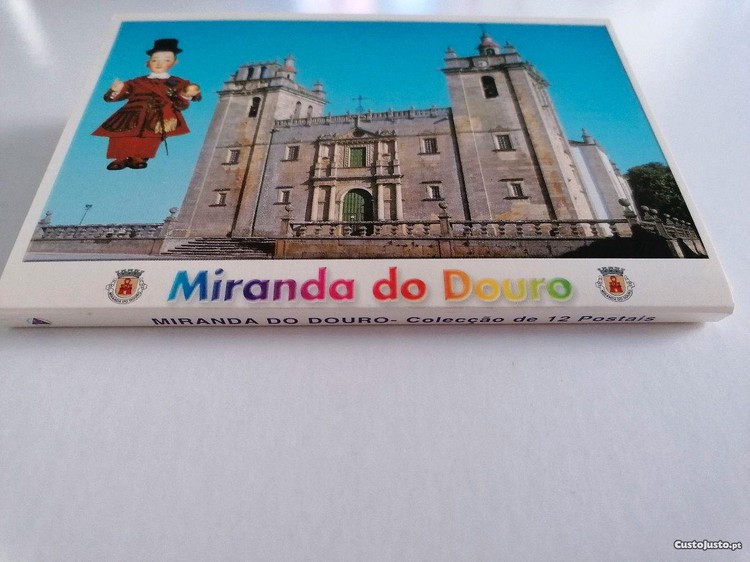 Miranda do Douro
MIRANDA DO DOURO- Colecção de 12 Postais
CustoJusto.pt